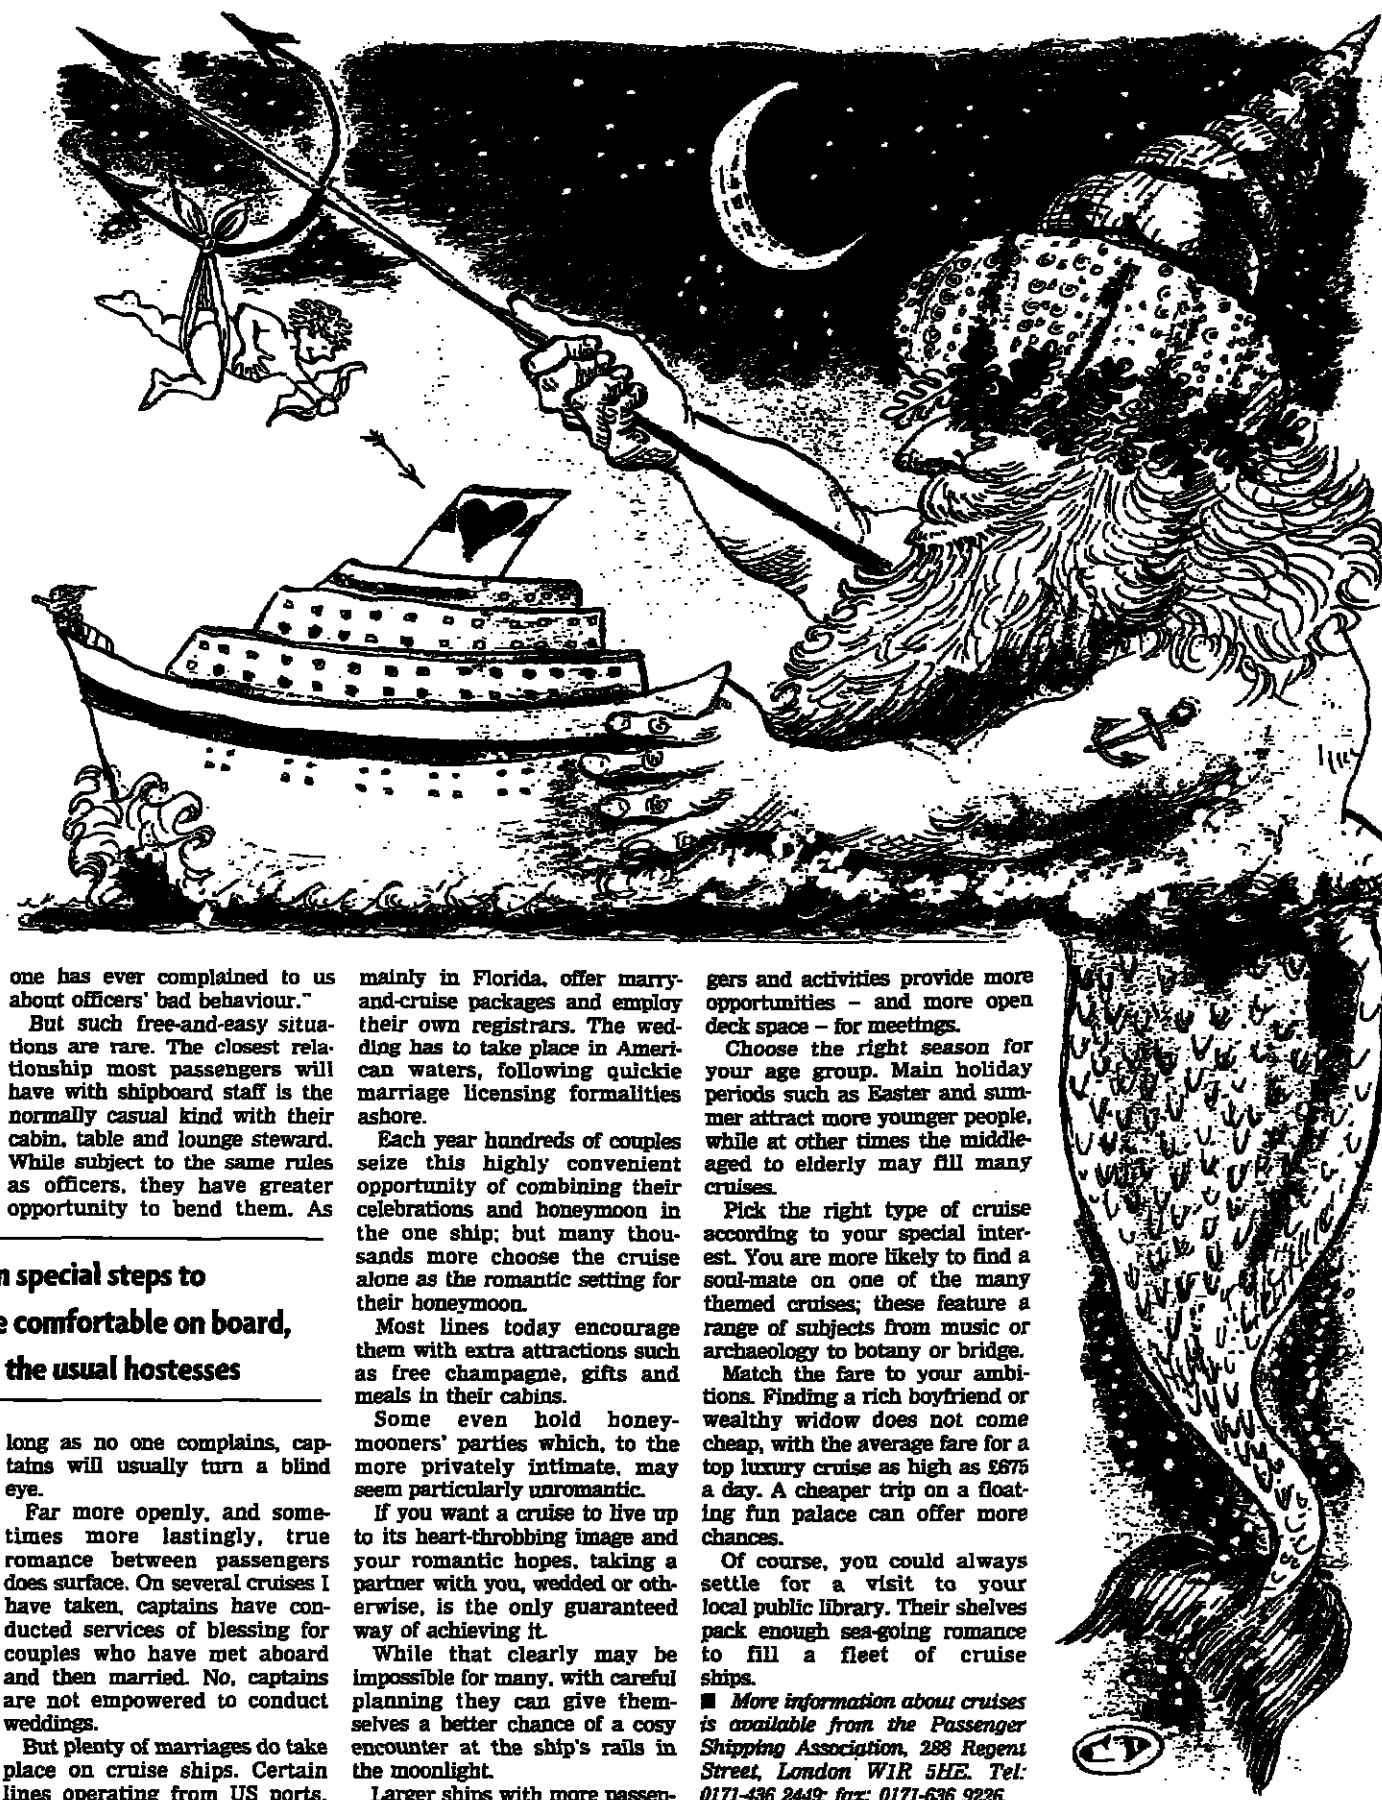 one has ever complained to us
about officers' bad behaviour."
But such free-and-easy situa-
tions are rare. The closest rela-
tionship most passengers will
have with shipboard staff is the
normally casual kind with their
cabin, table and lounge steward.
While subject to the same rules
as officers, they have greater
opportunity to bend them. As
special steps to
comfortable on board,
the usual hostesses
long as no one complains, cap-
tains will usually turn a blind
eye.
Far more openly, and some-
times more lastingly, true
romance between passengers
does surface. On several cruises I
have taken, captains have con-
ducted services of blessing for
couples who have met aboard
and then married. No, captains
are not empowered to conduct
weddings.
But plenty of marriages do take
place on cruise ships. Certain
lines operating from US ports,
mainly in Florida, offer marry-
and-cruise packages and employ
their own registrars. The wed-
ding has to take place in Ameri-
can waters, following quickie
marriage licensing formalities
ashore.
Each year hundreds of couples
seize this highly convenient
opportunity of combining their
celebrations and honeymoon in
the one ship; but many thou-
sands more choose the cruise
alone as the romantic setting for
their honeymoon.
Most lines today encourage
them with extra attractions such
as free champagne, gifts and
meals in their cabins.
Some even hold honey-
mooners' parties which, to the
more privately intimate, may
seem particularly unromantic.
If you want a cruise to live up
to its heart-throbbing image and
your romantic hopes, taking a
partner with you, wedded or oth-
erwise, is the only guaranteed
way of achieving it.
While that clearly may be
impossible for many, with careful
planning they can give them-
selves a better chance of a cosy
encounter at the ship's rails in
the moonlight.
Larger ships with more passen-
gers and activities provide more
opportunities – and more open
deck space – for meetings.
Choose the right season for
your age group. Main holiday
periods such as Easter and sum-
mer attract more younger people,
while at other times the middle-
aged to elderly may fill many
cruises.
Pick the right type of cruise
according to your special inter-
est. You are more likely to find a
soul-mate on one of the many
themed cruises; these feature a
range of subjects from music or
archaeology to botany or bridge.
Match the fare to your ambi-
tions. Finding a rich boyfriend or
wealthy widow does not come
cheap, with the average fare for a
top luxury cruise as high as £675
a day. A cheaper trip on a float-
ing fun palace can offer more
chances.
Of course, you could always
settle for a visit to your
local public library. Their shelves
pack enough sea-going romance
to fill a fleet of cruise
ships.
■ More information about cruises
is available from the Passenger
Shipping Association, 288 Regent
Street, London W1R 5HE. Tel:
0171-436 2449; fax: 0171-636 9226.